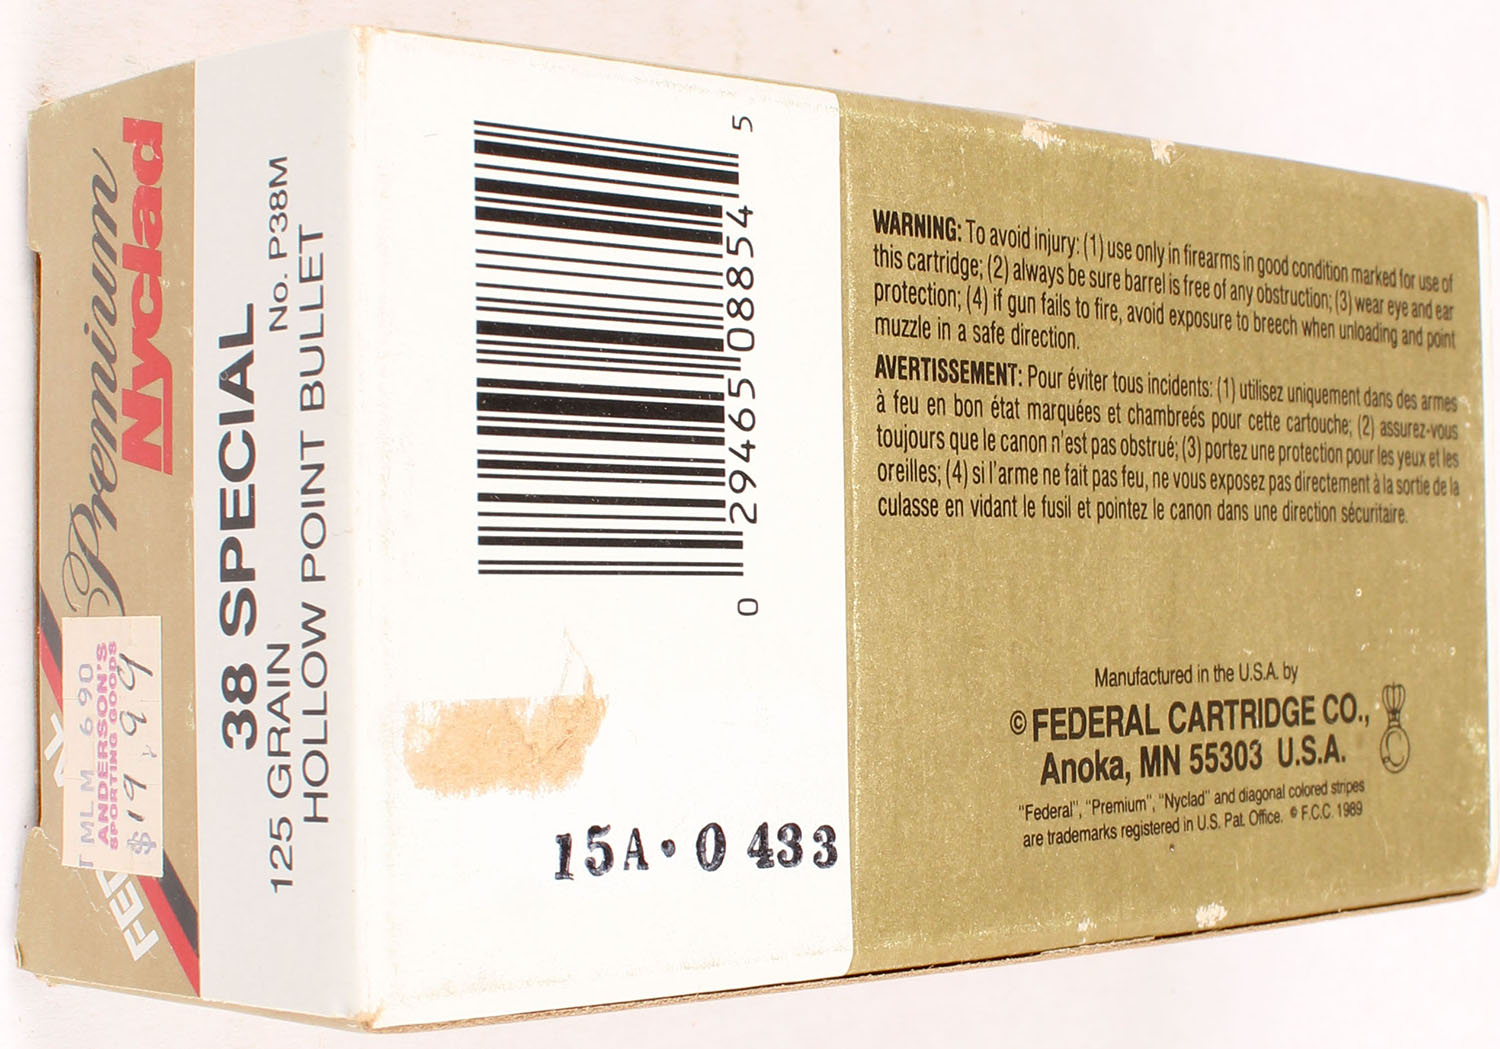 Premium
Nyclad
TMLM 690
ANDERSON'S
SPORTING GOODS
$19.99
38 SPECIAL
125 GRAIN No. P38M
HOLLOW POINT BULLET
0 29465 08854 5
15A•0 433
WARNING: To avoid injury: (1) use only in firearms in good condition marked for use of
this cartridge; (2) always be sure barrel is free of any obstruction; (3) wear eye and ear
protection; (4) if gun fails to fire, avoid exposure to breech when unloading and point
muzzle in a safe direction.
AVERTISSEMENT: Pour éviter tous incidents: (1) utilisez uniquement dans des armes
à feu en bon état marquées et chambreés pour cette cartouche; (2) assurez-vous
toujours que le canon n'est pas obstrué; (3) portez une protection pour les yeux et les
oreilles; (4) si l'arme ne fait pas feu, ne vous exposez pas directement à la sortie de la
culasse en vidant le fusil et pointez le canon dans une direction sécuritaire.
Manufactured in the U.S.A. by
© FEDERAL CARTRIDGE CO.,
Anoka, MN 55303 U.S.A.
"Federal", "Premium", "Nyclad" and diagonal colored stripes
are trademarks registered in U.S. Pat. Office. © F.C.C. 1989